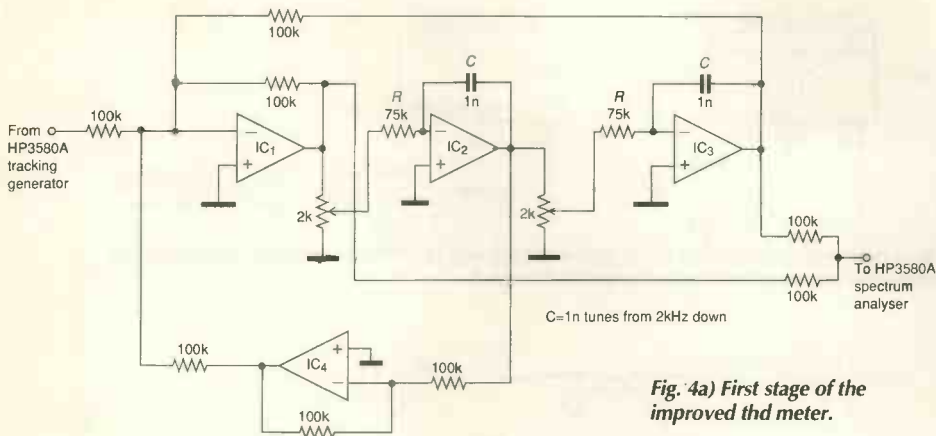 100k
C
1n
C
1n
100k
R
75k
R
75k
From
HP3580A
tracking
generator
100k
−
IC1
+
−
IC2
+
−
IC3
+
2k
2k
100k
To HP3580A
spectrum
analyser
100k
C=1n tunes from 2kHz down
100k
+
IC4
−
100k
100k
Fig. 4a) First stage of the
improved thd meter.